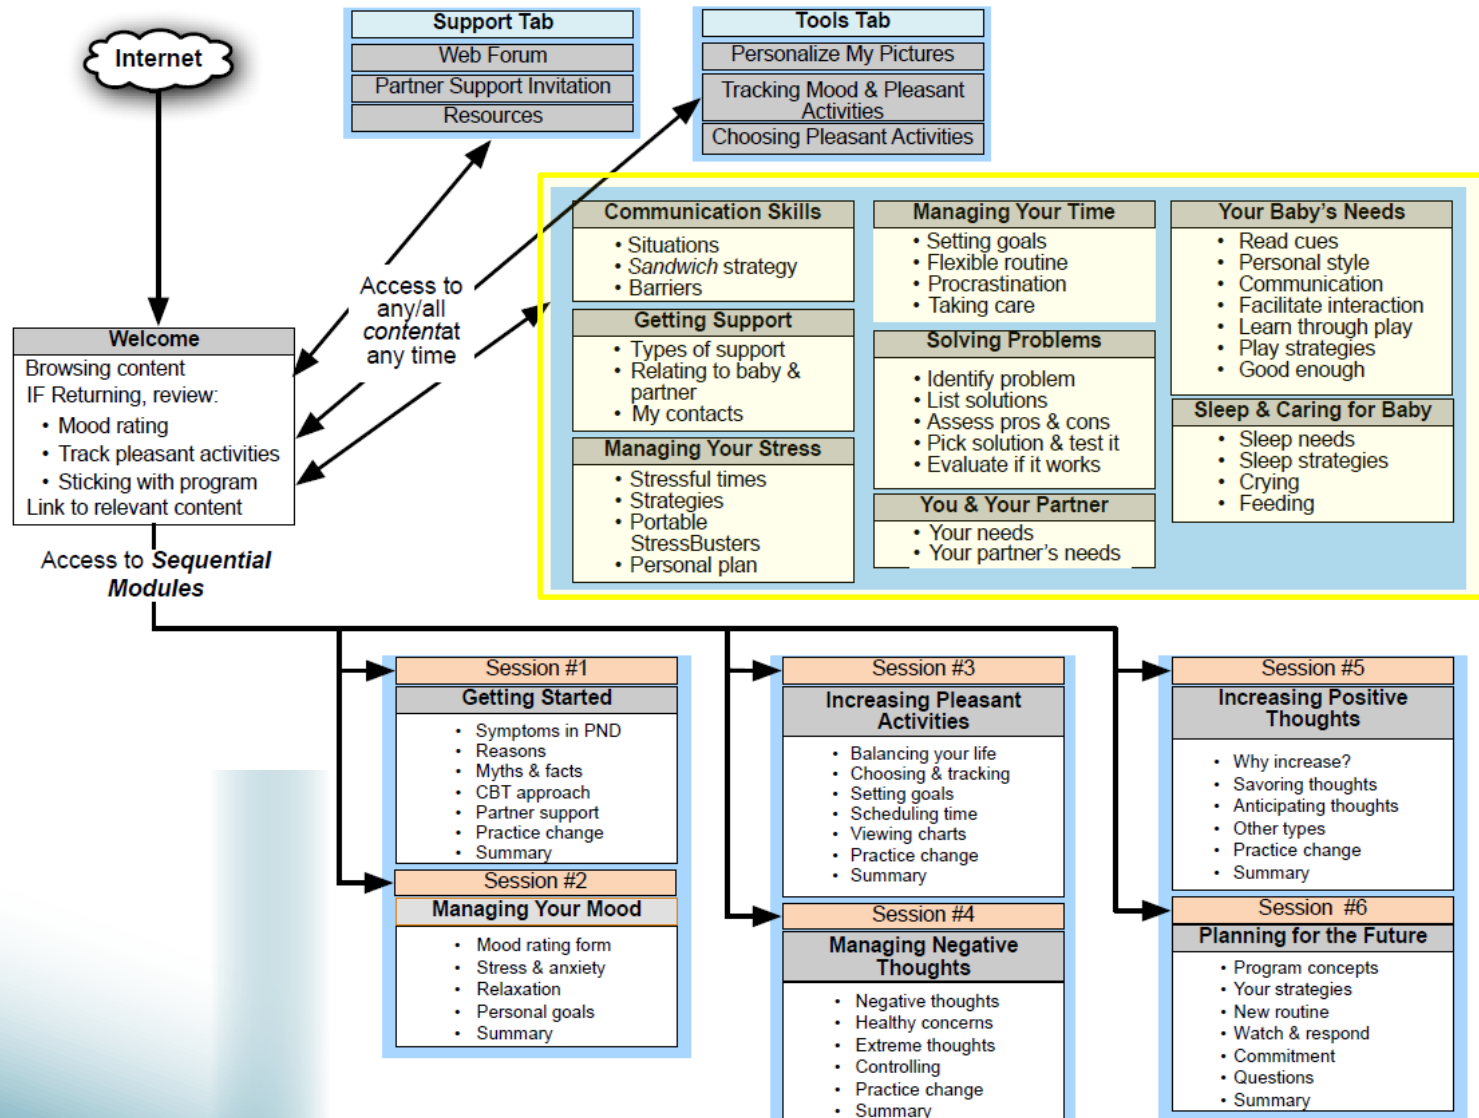 Internet
Support Tab
Web Forum
Partner Support Invitation
Resources
Tools Tab
Personalize My Pictures
Tracking Mood & Pleasant
Activities
Choosing Pleasant Activities
Access to
any/all
contentat
any time
Welcome
Browsing content
IF Returning, review:
• Mood rating
• Track pleasant activities
• Sticking with program
Link to relevant content
Communication Skills
• Situations
• Sandwich strategy
• Barriers
Getting Support
• Types of support
• Relating to baby &
partner
• My contacts
Managing Your Stress
• Stressful times
• Strategies
• Portable
StressBusters
• Personal plan
Managing Your Time
• Setting goals
• Flexible routine
• Procrastination
• Taking care
Solving Problems
• Identify problem
• List solutions
• Assess pros & cons
• Pick solution & test it
• Evaluate if it works
You & Your Partner
• Your needs
• Your partner's needs
Your Baby's Needs
• Read cues
• Personal style
• Communication
• Facilitate interaction
• Learn through play
• Play strategies
• Good enough
Sleep & Caring for Baby
• Sleep needs
• Sleep strategies
• Crying
• Feeding
Access to Sequential
Modules
Session #1
Getting Started
• Symptoms in PND
• Reasons
• Myths & facts
• CBT approach
• Partner support
• Practice change
• Summary
Session #2
Managing Your Mood
• Mood rating form
• Stress & anxiety
• Relaxation
• Personal goals
• Summary
Session #3
Increasing Pleasant
Activities
• Balancing your life
• Choosing & tracking
• Setting goals
• Scheduling time
• Viewing charts
• Practice change
• Summary
Session #4
Managing Negative
Thoughts
• Negative thoughts
• Healthy concerns
• Extreme thoughts
• Controlling
• Practice change
• Summary
Session #5
Increasing Positive
Thoughts
• Why increase?
• Savoring thoughts
• Anticipating thoughts
• Other types
• Practice change
• Summary
Session #6
Planning for the Future
• Program concepts
• Your strategies
• New routine
• Watch & respond
• Commitment
• Questions
• Summary